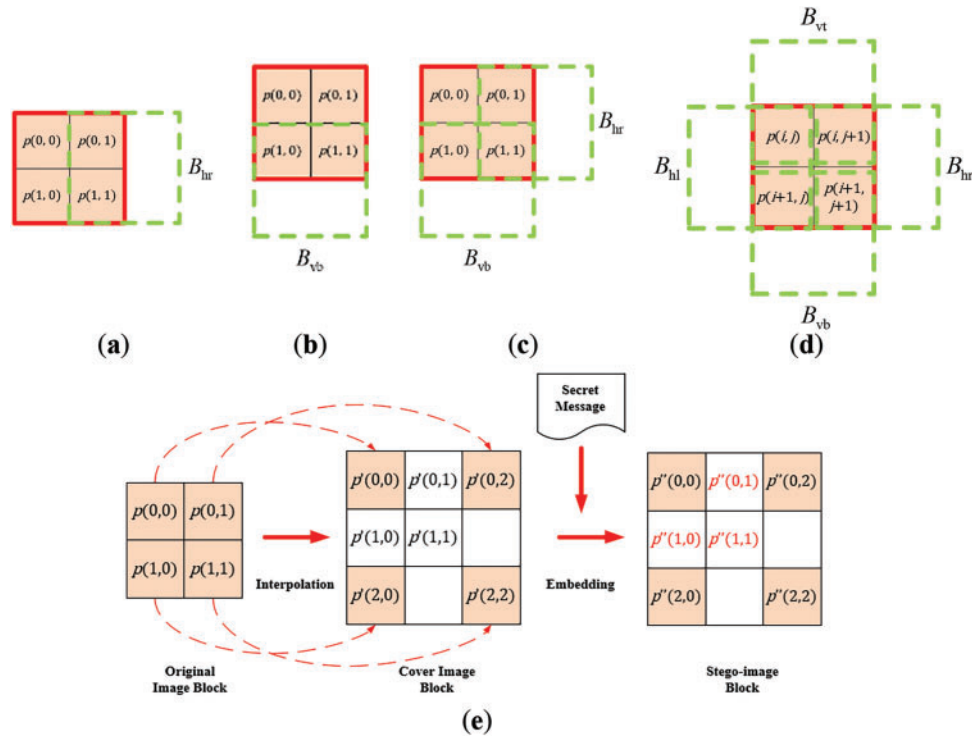 p(0,0) p(0,1)
p(1,0) p(1,1)
B_hr
(a)
p(0,0) p(0,1)
p(1,0) p(1,1)
B_vb
(b)
p(0,0) p(0,1)
p(1,0) p(1,1)
B_hr
B_vb
(c)
B_vt
B_hl
p(i,j) p(i,j+1)
p(i+1,j) p(i+1,
j+1)
B_hr
B_vb
(d)
p(0,0) p(0,1)
p(1,0) p(1,1)
Original
Image Block
Interpolation
p'(0,0) p'(0,1) p'(0,2)
p'(1,0) p'(1,1)
p'(2,0) p'(2,2)
Cover Image
Block
Secret
Message
Embedding
p''(0,0) p''(0,1) p''(0,2)
p''(1,0) p''(1,1)
p''(2,0) p''(2,2)
Stego-image
Block
(e)